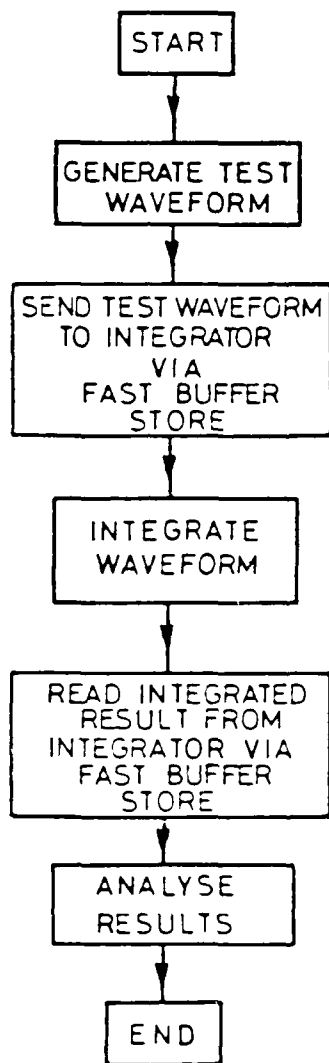 START
GENERATE TEST
WAVEFORM
SEND TEST WAVEFORM
TO INTEGRATOR
VIA
FAST BUFFER
STORE
INTEGRATE
WAVEFORM
READ INTEGRATED
RESULT FROM
INTEGRATOR VIA
FAST BUFFER
STORE
ANALYSE
RESULTS
END